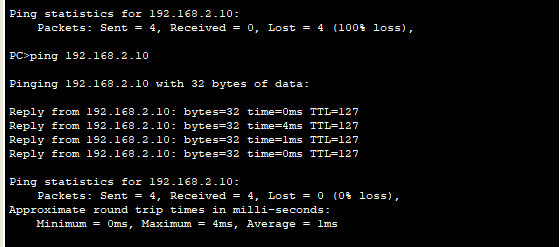 Ping statistics for 192.168.2.10:
    Packets: Sent = 4, Received = 0, Lost = 4 (100% loss),
PC>ping 192.168.2.10
Pinging 192.168.2.10 with 32 bytes of data:
Reply from 192.168.2.10: bytes=32 time=0ms TTL=127
Reply from 192.168.2.10: bytes=32 time=4ms TTL=127
Reply from 192.168.2.10: bytes=32 time=1ms TTL=127
Reply from 192.168.2.10: bytes=32 time=0ms TTL=127
Ping statistics for 192.168.2.10:
    Packets: Sent = 4, Received = 4, Lost = 0 (0% loss),
Approximate round trip times in milli-seconds:
    Minimum = 0ms, Maximum = 4ms, Average = 1ms